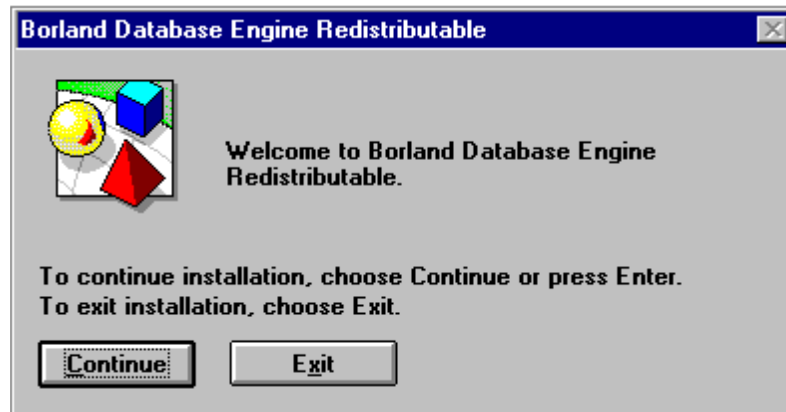 Borland Database Engine Redistributable
Welcome to Borland Database Engine
Redistributable.
To continue installation, choose Continue or press Enter.
To exit installation, choose Exit.
Continue
Exit